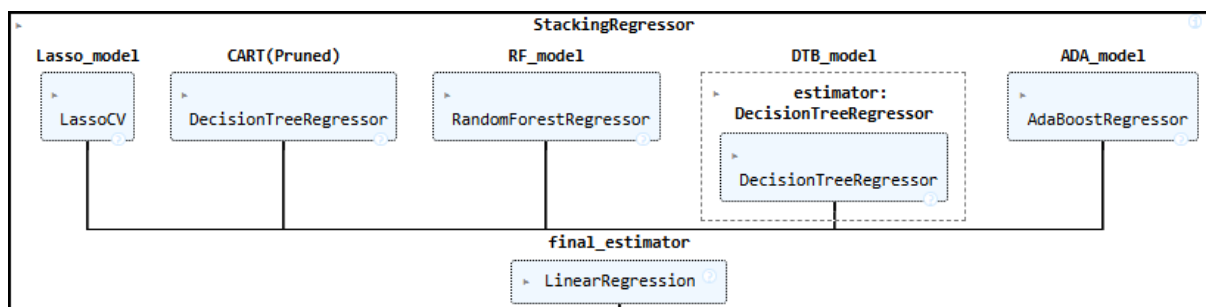 StackingRegressor
Lasso_model
LassoCV
CART(Pruned)
DecisionTreeRegressor
RF_model
RandomForestRegressor
DTB_model
estimator:
DecisionTreeRegressor
DecisionTreeRegressor
ADA_model
AdaBoostRegressor
final_estimator
LinearRegression